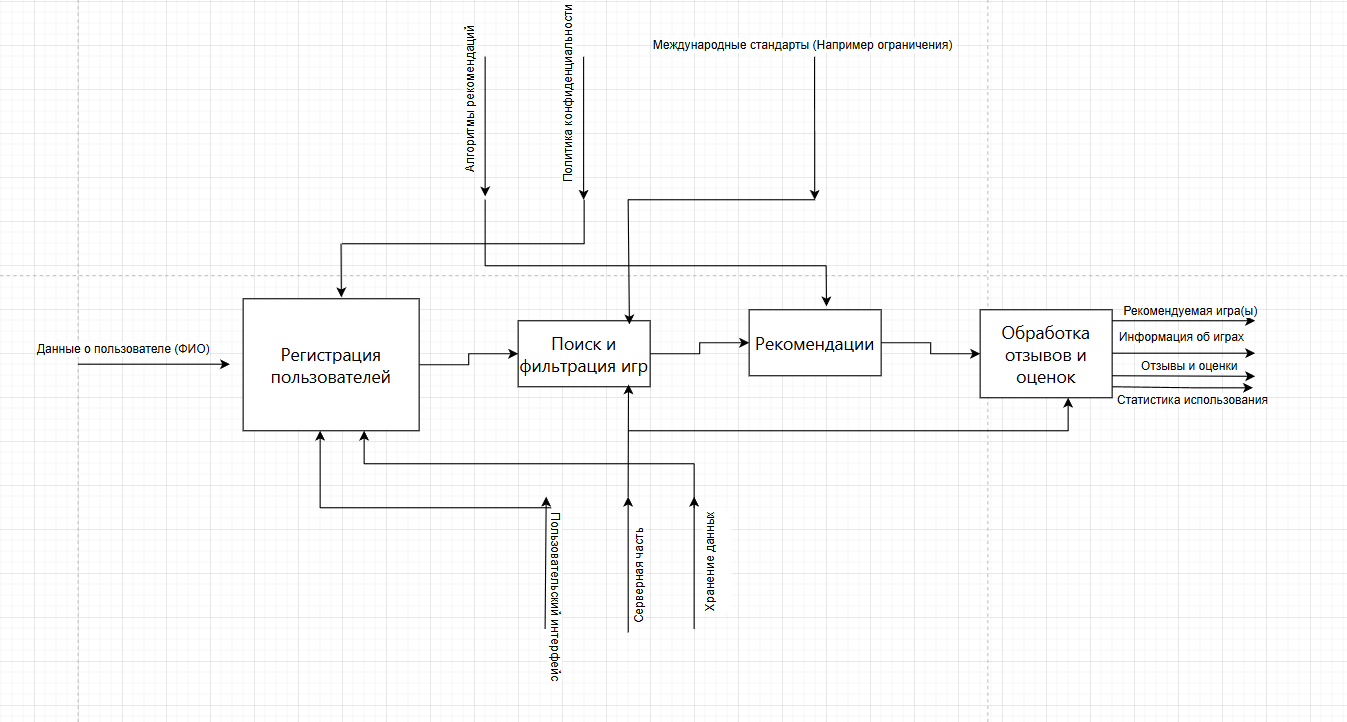 Алгоритмы рекомендаций
Политика конфиденциальности
Международные стандарты (Например ограничения)
Данные о пользователе (ФИО)
Регистрация
пользователей
Поиск и
фильтрация игр
Рекомендации
Обработка
отзывов и
оценок
Рекомендуемая игра(ы)
Информация об играх
Отзывы и оценки
Статистика использования
Пользовательский интерфейс
Серверная часть
Хранение данных